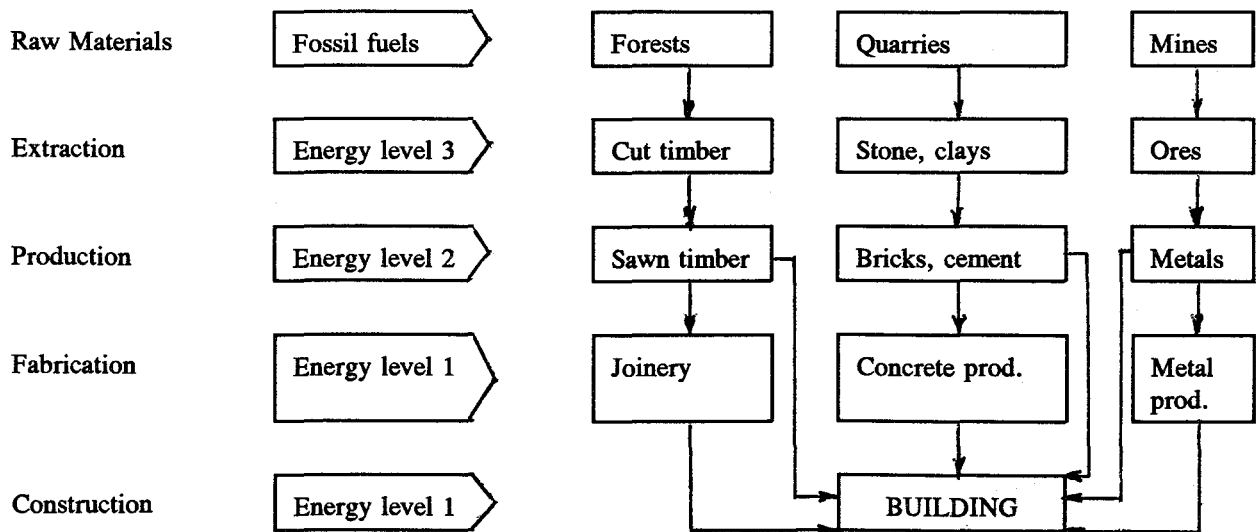 Raw Materials Fossil fuels Forests Quarries Mines
Extraction Energy level 3 Cut timber Stone, clays Ores
Production Energy level 2 Sawn timber Bricks, cement Metals
Fabrication Energy level 1 Joinery Concrete prod. Metal
prod.
Construction Energy level 1 BUILDING